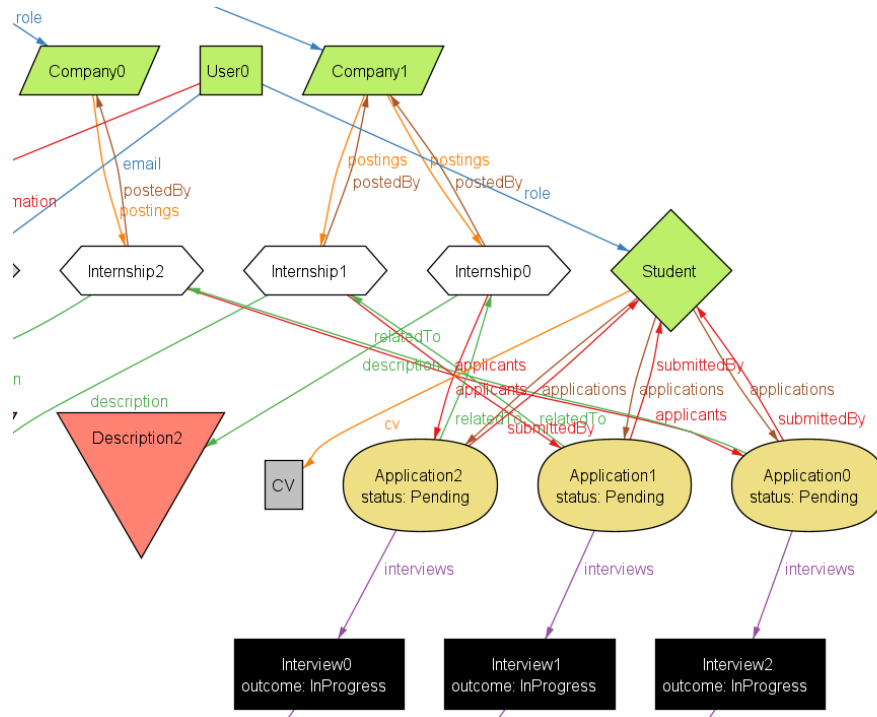 role
Company0
User0
Company1
email
postedBy
postings
mation
postings
postings
postedBy
postedBy
role
Internship2
Internship1
Internship0
Student
relatedTo
description
applicants
submittedBy
n
description
applicants
applications
applications
applications
Description2
cv
relatedTo
submittedBy
relatedTo
applicants
submittedBy
CV
Application2
status: Pending
Application1
status: Pending
Application0
status: Pending
interviews
interviews
interviews
Interview0
outcome: InProgress
Interview1
outcome: InProgress
Interview2
outcome: InProgress